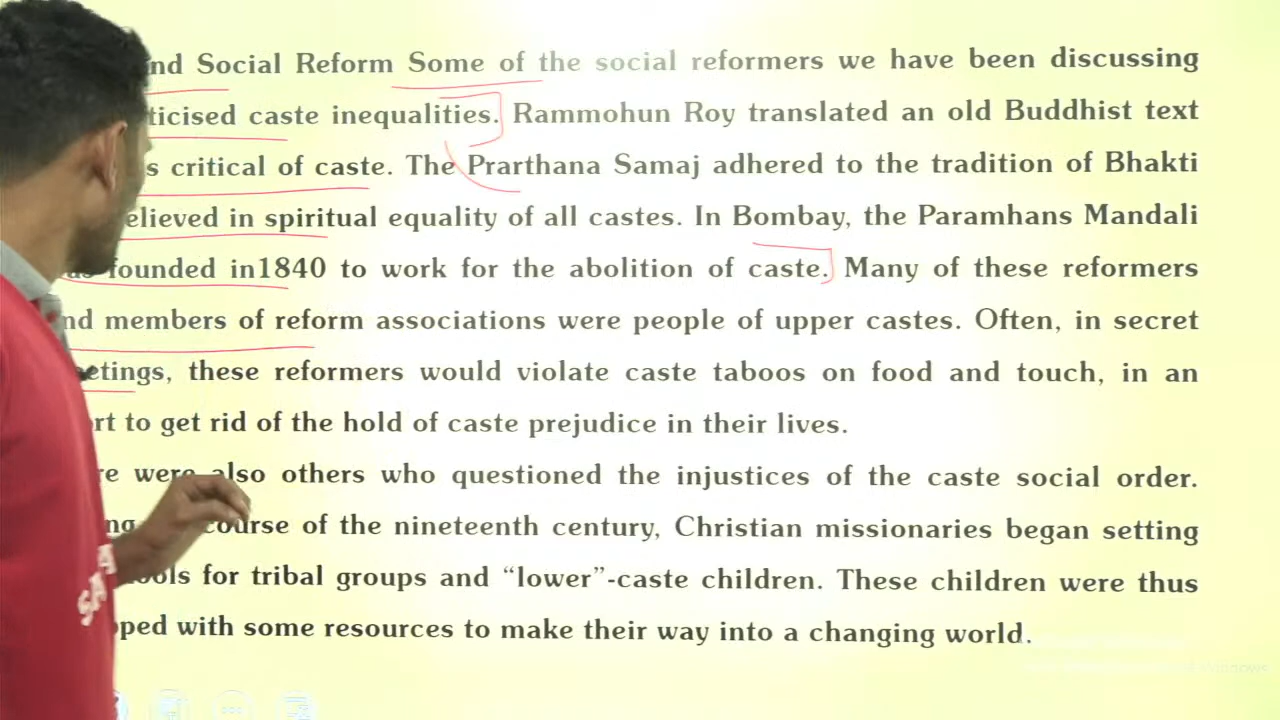 nd Social Reform Some of the social reformers we have been discussing
ticised caste inequalities. Rammohun Roy translated an old Buddhist text
s critical of caste. The Prarthana Samaj adhered to the tradition of Bhakti
elieved in spiritual equality of all castes. In Bombay, the Paramhans Mandali
founded in1840 to work for the abolition of caste. Many of these reformers
nd members of reform associations were people of upper castes. Often, in secret
etings, these reformers would violate caste taboos on food and touch, in an
rt to get rid of the hold of caste prejudice in their lives.
re were also others who questioned the injustices of the caste social order.
ng course of the nineteenth century, Christian missionaries began setting
ools for tribal groups and “lower”-caste children. These children were thus
pped with some resources to make their way into a changing world.